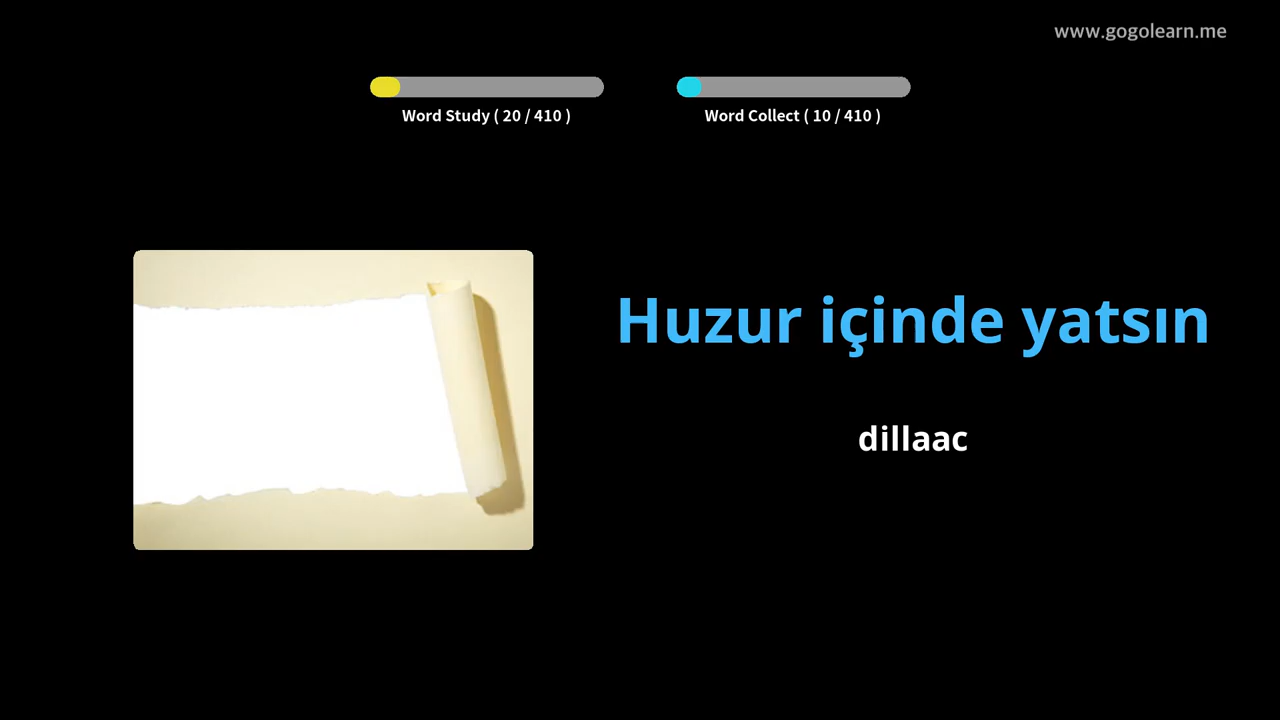 www.gogolearn.me
Word Study ( 20 / 410 )
Word Collect ( 10 / 410 )
Huzur içinde yatsın
dillaac